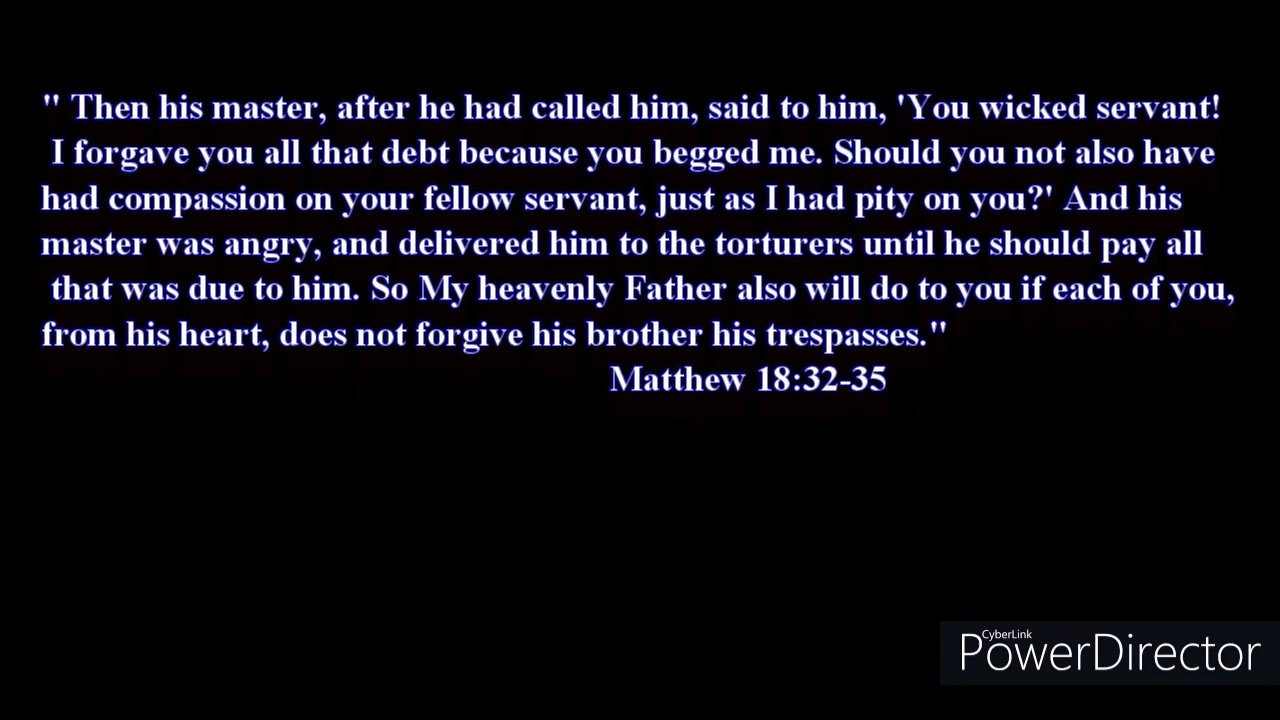 " Then his master, after he had called him, said to him, 'You wicked servant!
I forgave you all that debt because you begged me. Should you not also have
had compassion on your fellow servant, just as I had pity on you?' And his
master was angry, and delivered him to the torturers until he should pay all
that was due to him. So My heavenly Father also will do to you if each of you,
from his heart, does not forgive his brother his trespasses."
Matthew 18:32-35
CyberLink
PowerDirector